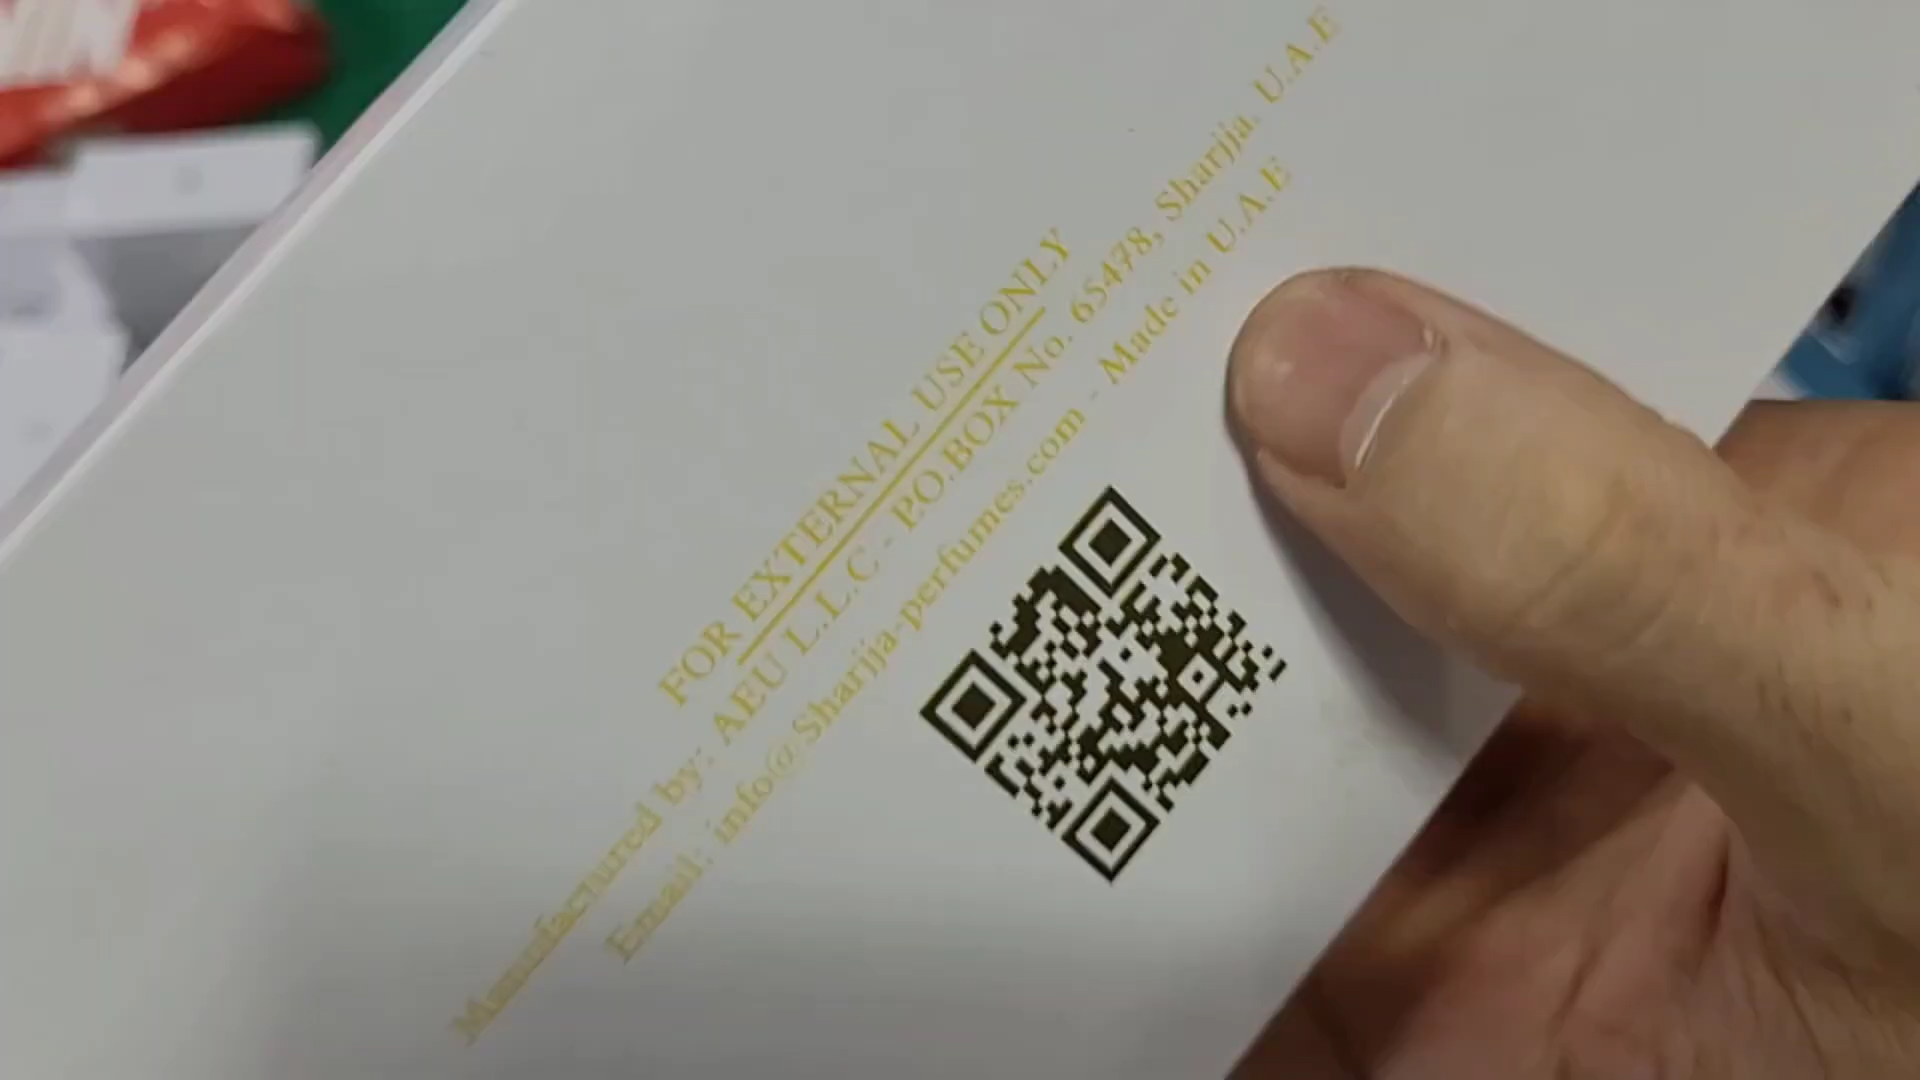 FOR EXTERNAL USE ONLY
Manufactured by: AEU L.L.C - P.O.BOX No. 65478, Sharjja. U.A.E
Email: info@Sharjja-perfumes.com - Made in U.A.E